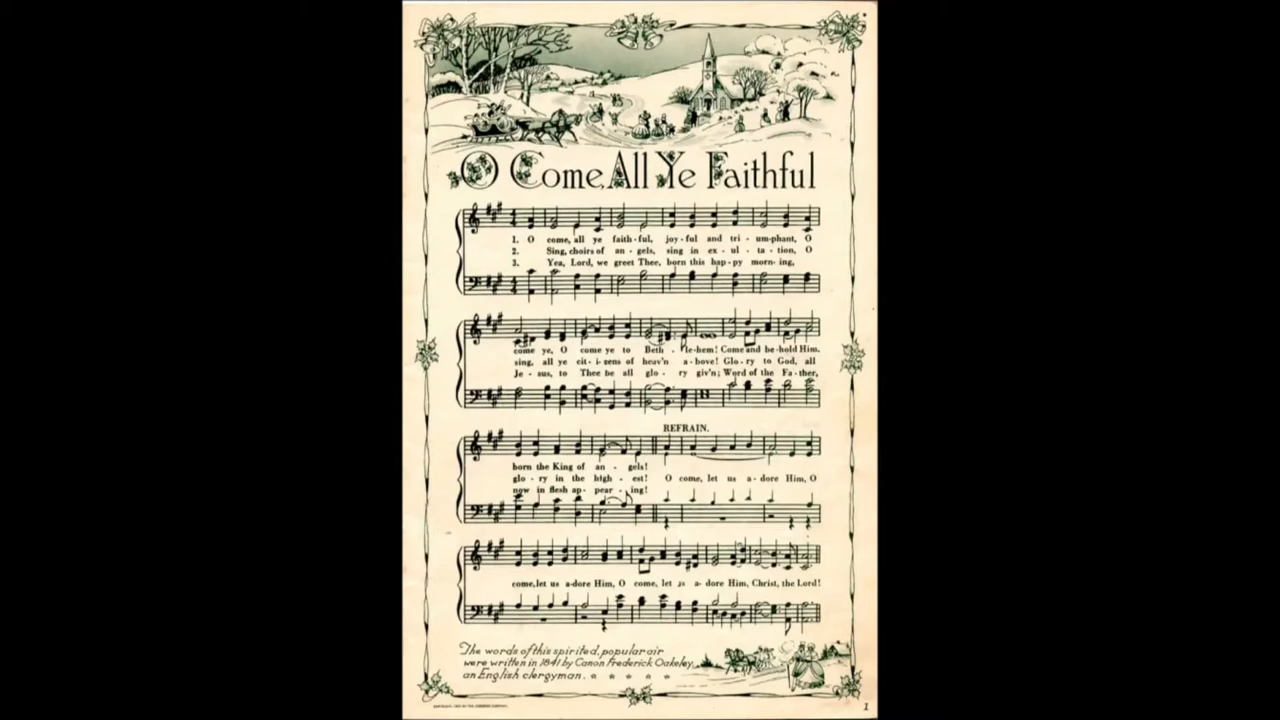 O Come, All Ye Faithful
1. O come, all ye faith-ful, joy-ful and tri-um-phant, O
2. Sing, choirs of an-gels, sing in ex-ul-ta-tion, O
3. Yea, Lord, we greet Thee, born this hap-py morn-ing,
come ye, O come ye to Beth-le-hem! Come and be-hold Him.
sing, all ye cit-i-zens of heav'n a-bove! Glo-ry to God, all
Je-sus, to Thee be all glo-ry giv'n; Word of the Fa-ther,
REFRAIN.
born the King of an-gels!
glo-ry in the high-est! O come, let us a-dore Him, O
now in flesh ap-pear-ing!
come, let us a-dore Him, O come, let us a-dore Him, Christ, the Lord!
The words of this spirited, popular air
were written in 1841 by Canon Frederick Oakeley,
an English clergyman.
1